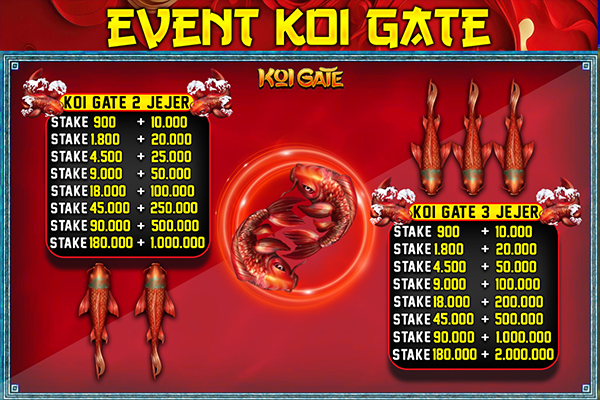 EVENT KOI GATE
KOI GATE
KOI GATE 2 JEJER
STAKE 900 + 10.000
STAKE 1.800 + 20.000
STAKE 4.500 + 25.000
STAKE 9.000 + 50.000
STAKE 18.000 + 100.000
STAKE 45.000 + 250.000
STAKE 90.000 + 500.000
STAKE 180.000 + 1.000.000
KOI GATE 3 JEJER
STAKE 900 + 10.000
STAKE 1.800 + 20.000
STAKE 4.500 + 50.000
STAKE 9.000 + 100.000
STAKE 18.000 + 200.000
STAKE 45.000 + 500.000
STAKE 90.000 + 1.000.000
STAKE 180.000 + 2.000.000